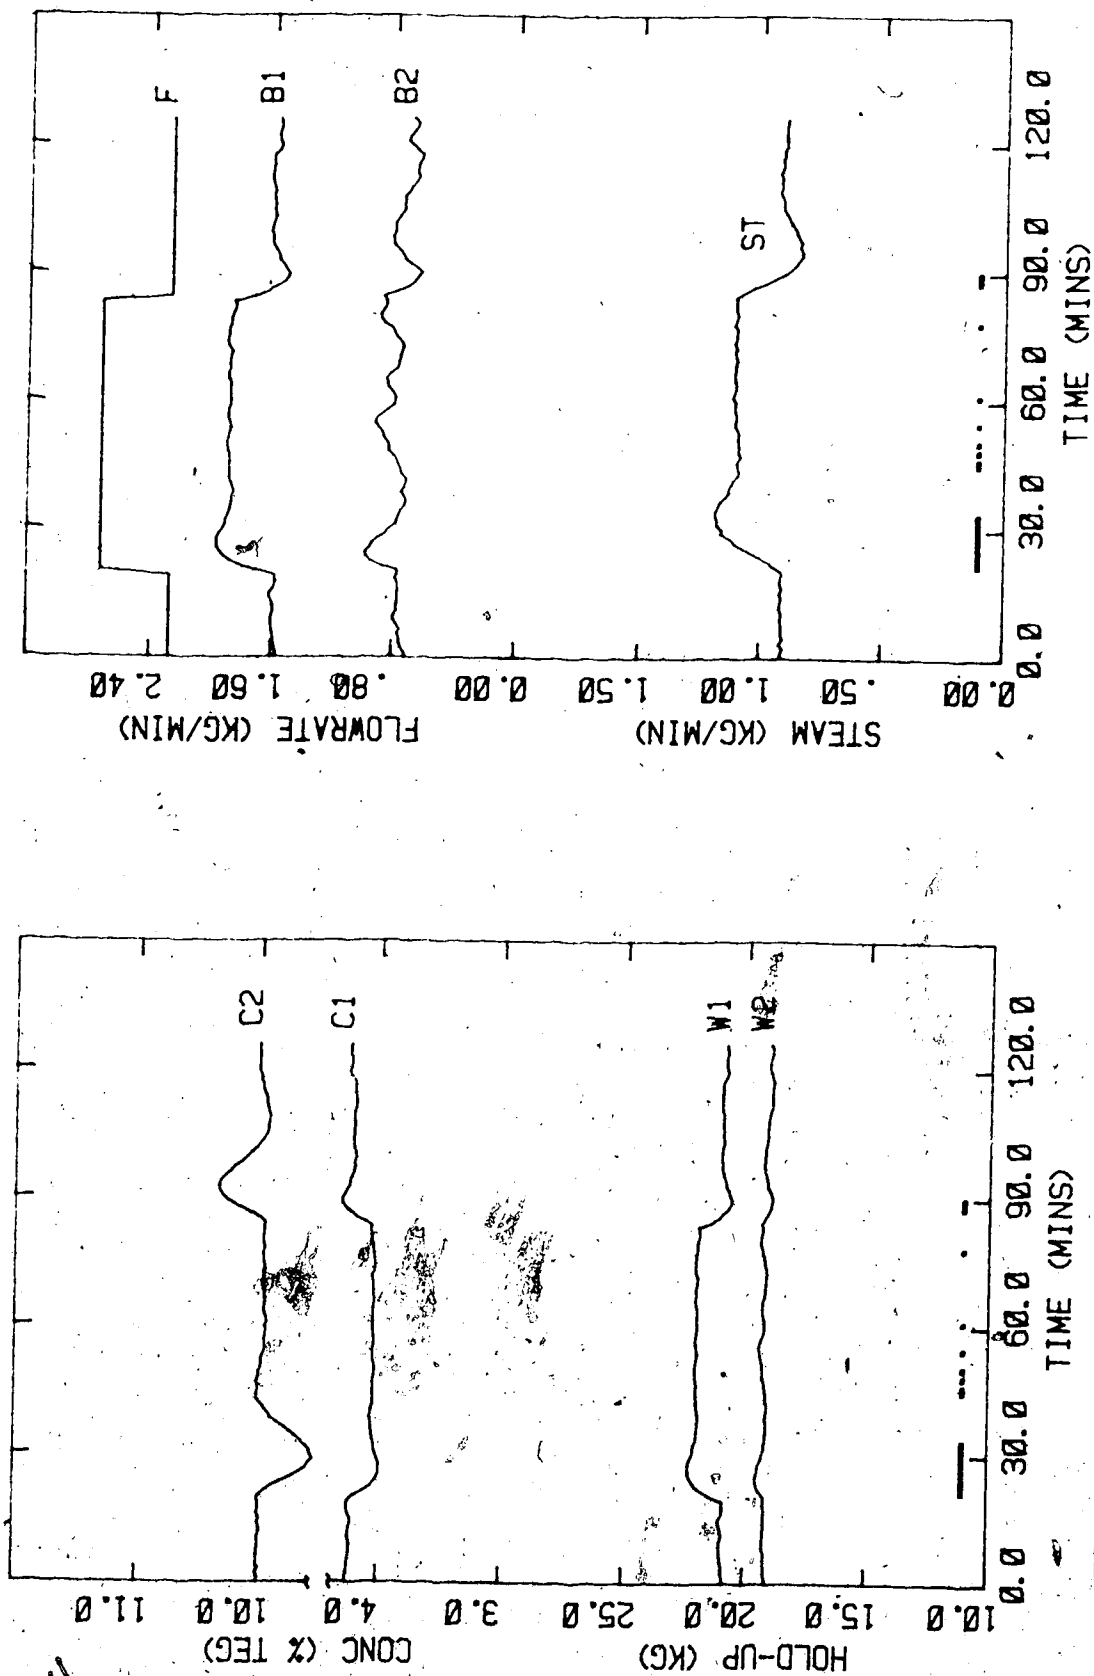 F
B1
B2
ST
2.40
1.60
.80
0.00
FLOWRATE (KG/MIN)
1.50
1.00
.50
0.00
STEAM (KG/MIN)
0.0 30.0 60.0 90.0 120.0
TIME (MINS)
C2
C1
W1
W2
11.0
10.0
4.0
3.0
CONC (% TEG)
25.0
20.0
15.0
10.0
HOLD-UP (KG)
0.0 30.0 60.0 90.0 120.0
TIME (MINS)